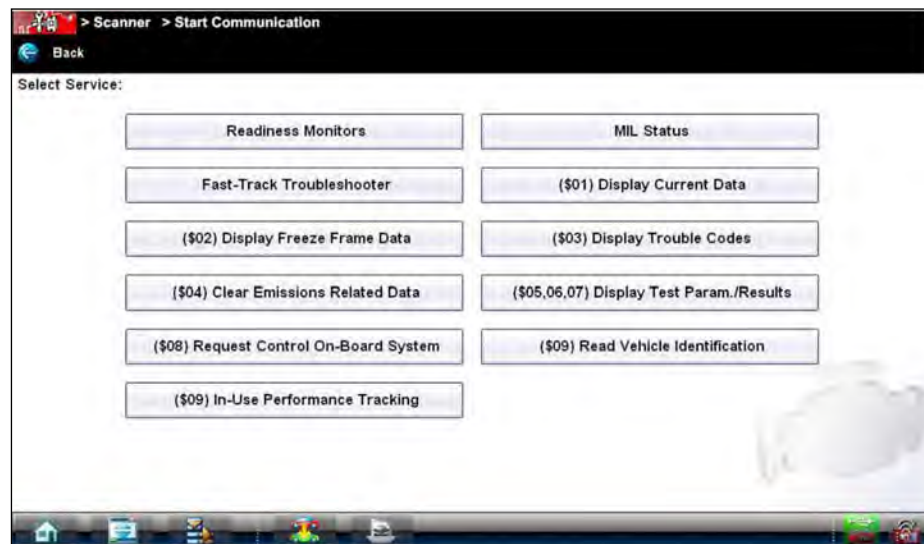 > Scanner > Start Communication
Back
Select Service:
Readiness Monitors
MIL Status
Fast-Track Troubleshooter
($01) Display Current Data
($02) Display Freeze Frame Data
($03) Display Trouble Codes
($04) Clear Emissions Related Data
($05,06,07) Display Test Param./Results
($08) Request Control On-Board System
($09) Read Vehicle Identification
($09) In-Use Performance Tracking